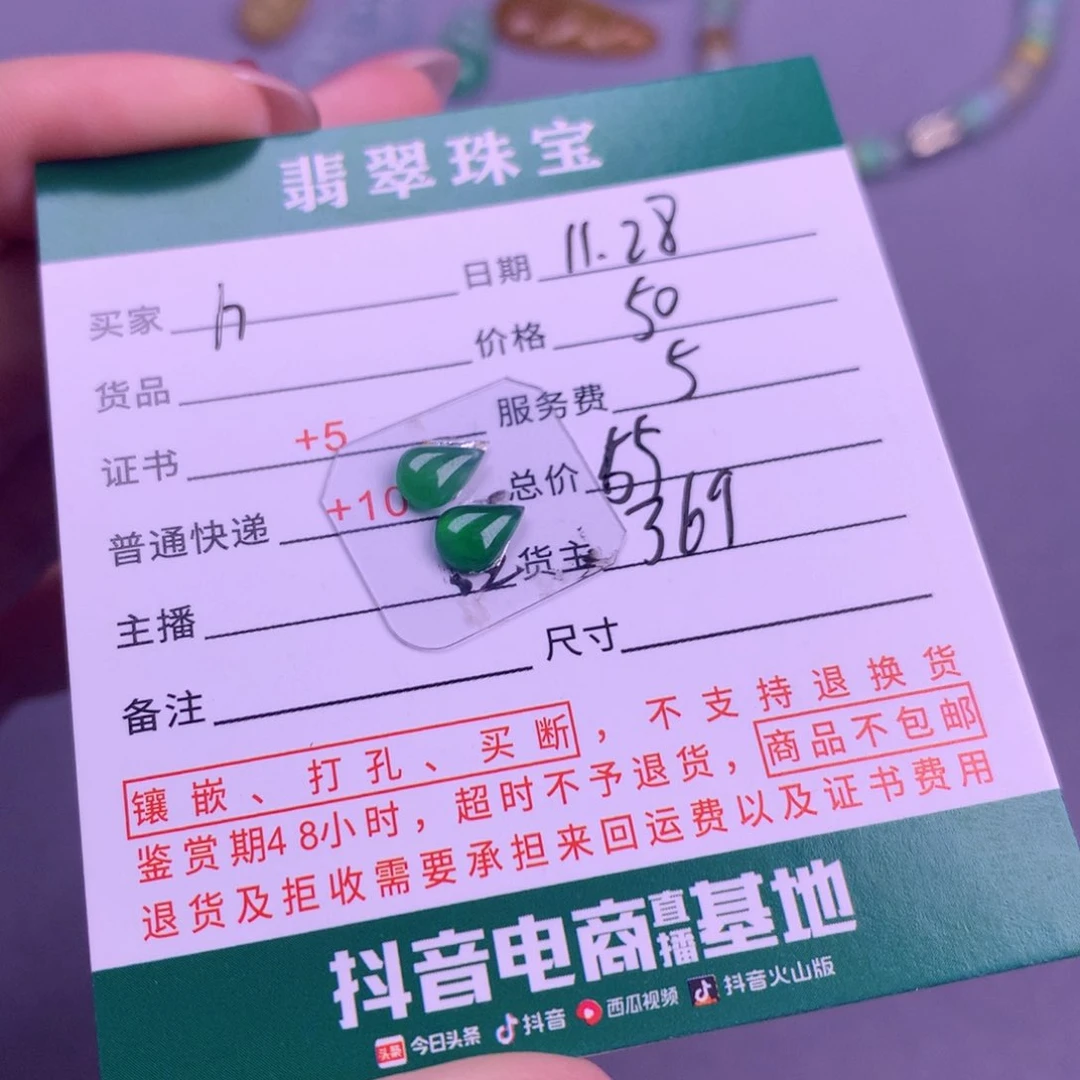 翡翠珠宝
买家 h 日期 11.28
货品 价格 50
证书 +5 服务费 5
普通快递 +10 总价 55
主播 货主 369
备注 尺寸
镶嵌、打孔、买断，不支持退换货
鉴赏期48小时，超时不予退货，商品不包邮
退货及拒收需要承担来回运费以及证书费用
抖音电商直播基地
头条 今日头条 抖音 西瓜视频 抖音火山版